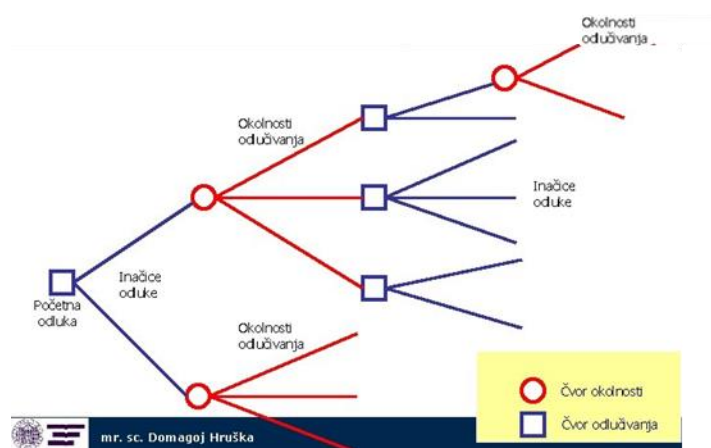 Okolnosti
odlučivanja
Okolnosti
odlučivanja
Inačice
odluke
Inačice
odluke
Početna
odluka
Okolnosti
odlučivanja
Čvor okolnosti
Čvor odlučivanja
mr. sc. Domagoj Hruška